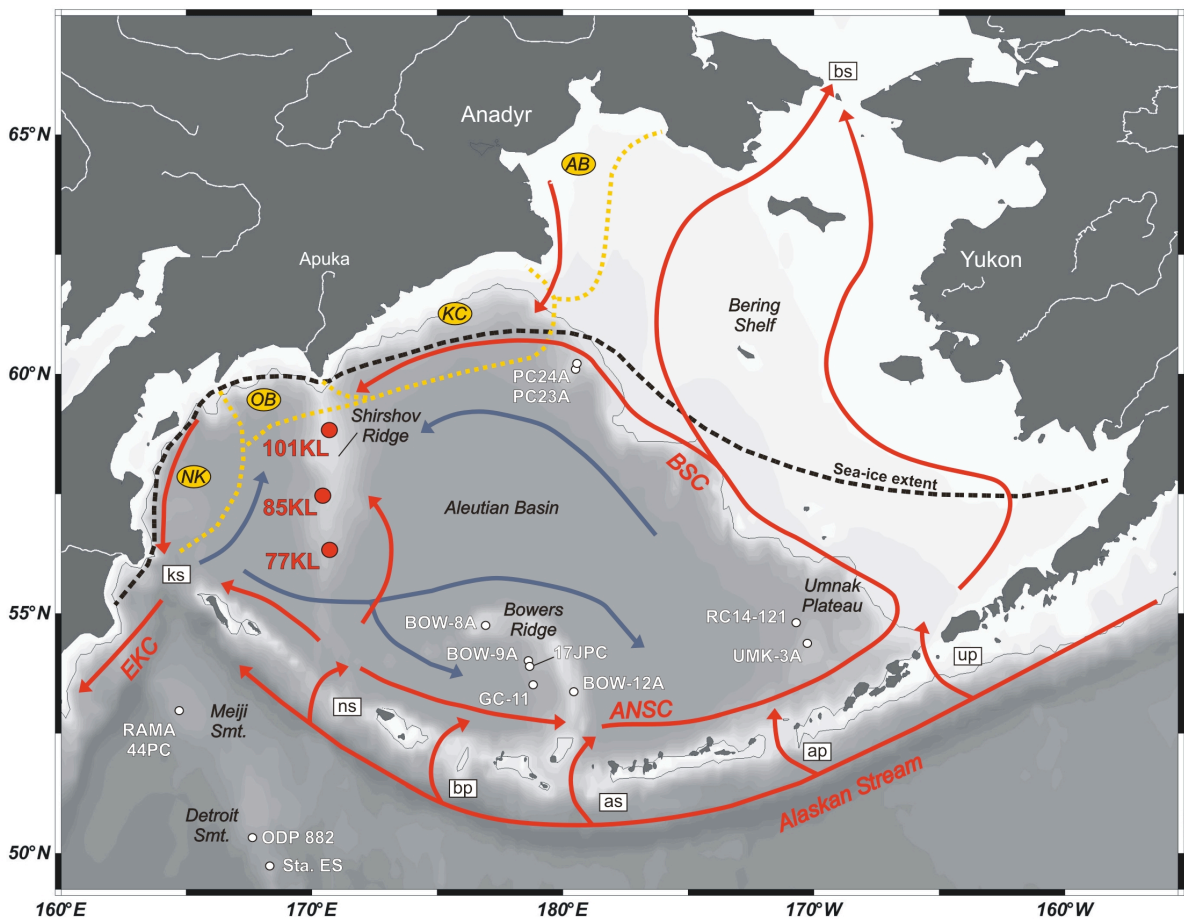 bs
65°N
Anadyr
AB
Apuka
Yukon
KC
Bering
Shelf
60°N
PC24A
PC23A
OB
Shirshov
Ridge
101KL
BSC
Sea-ice extent
NK
85KL
Aleutian Basin
77KL
ks
Umnak
Plateau
55°N
RC14-121
BOW-8A
Bowers
Ridge
UMK-3A
BOW-9A
17JPC
EKC
up
GC-11
BOW-12A
ns
ANSC
Meiji
Smt.
RAMA
44PC
ap
bp
as
Alaskan Stream
Detroit
Smt.
ODP 882
50°N
Sta. ES
160°E
170°E
180°E
170°W
160°W